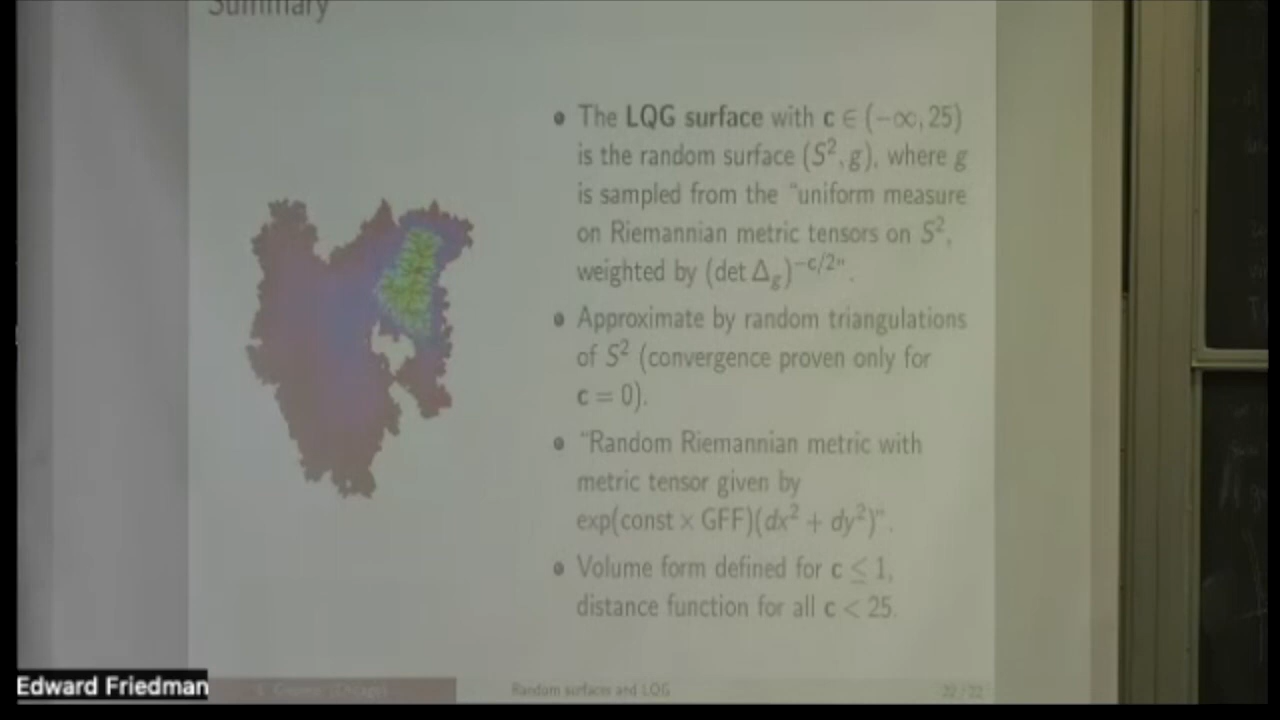 Summary
• The LQG surface with c ∈ (−∞, 25)
is the random surface (S², g), where g
is sampled from the "uniform measure
on Riemannian metric tensors on S²,
weighted by (det Δ_g)^{−c/2}".
• Approximate by random triangulations
of S² (convergence proven only for
c = 0).
• "Random Riemannian metric with
metric tensor given by
exp(const × GFF)(dx² + dy²)".
• Volume form defined for c ≤ 1,
distance function for all c < 25.
Edward Friedman
Random surfaces and LQG
22 / 22